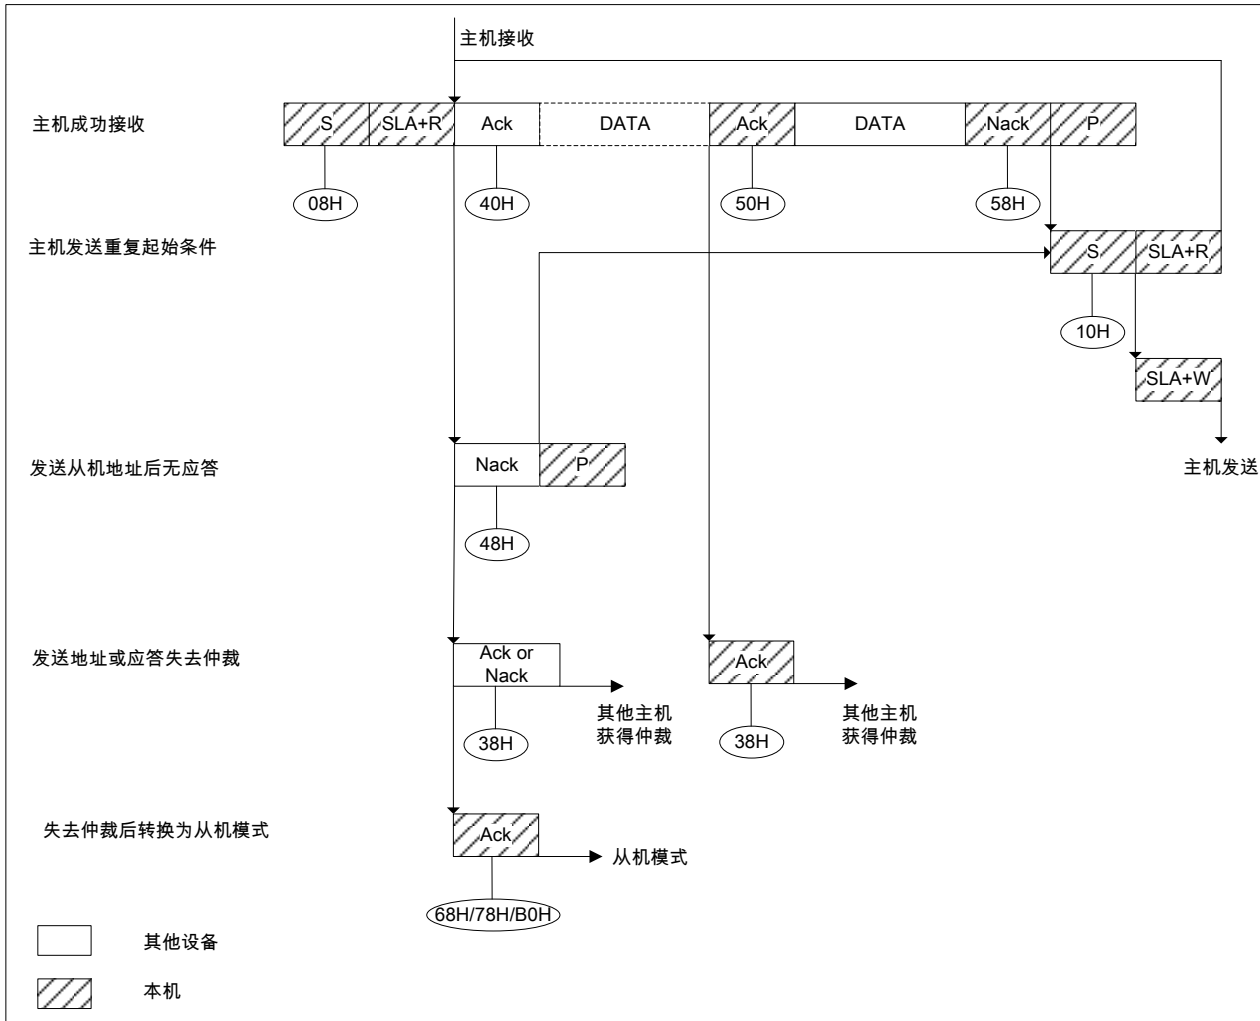 主机接收
主机成功接收
S SLA+R Ack DATA Ack DATA Nack P
08H 40H 50H 58H
主机发送重复起始条件
S SLA+R
10H
SLA+W
发送从机地址后无应答
Nack P
主机发送
48H
发送地址或应答失去仲裁
Ack or
Nack
Ack
其他主机
获得仲裁
其他主机
获得仲裁
38H 38H
失去仲裁后转换为从机模式
Ack
从机模式
68H/78H/B0H
其他设备
本机